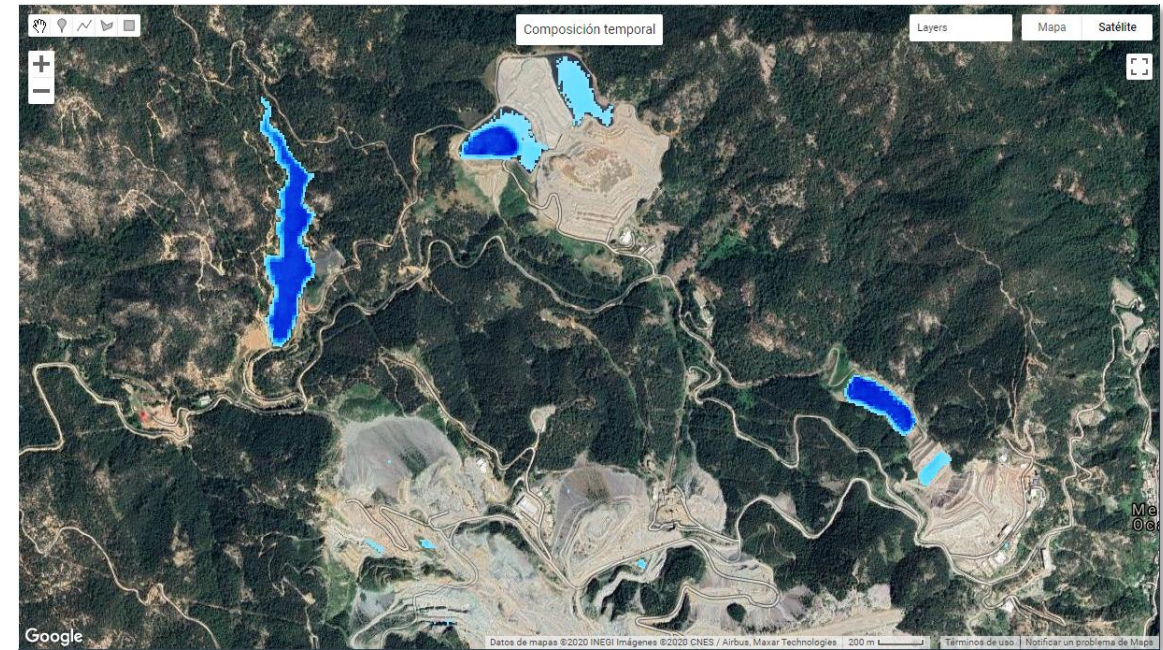 Composición temporal
Layers
Mapa
Satélite
Google
Datos de mapas ©2020 INEGI Imágenes ©2020 CNES / Airbus, Maxar Technologies
200 m
Términos de uso
Notificar un problema de Maps